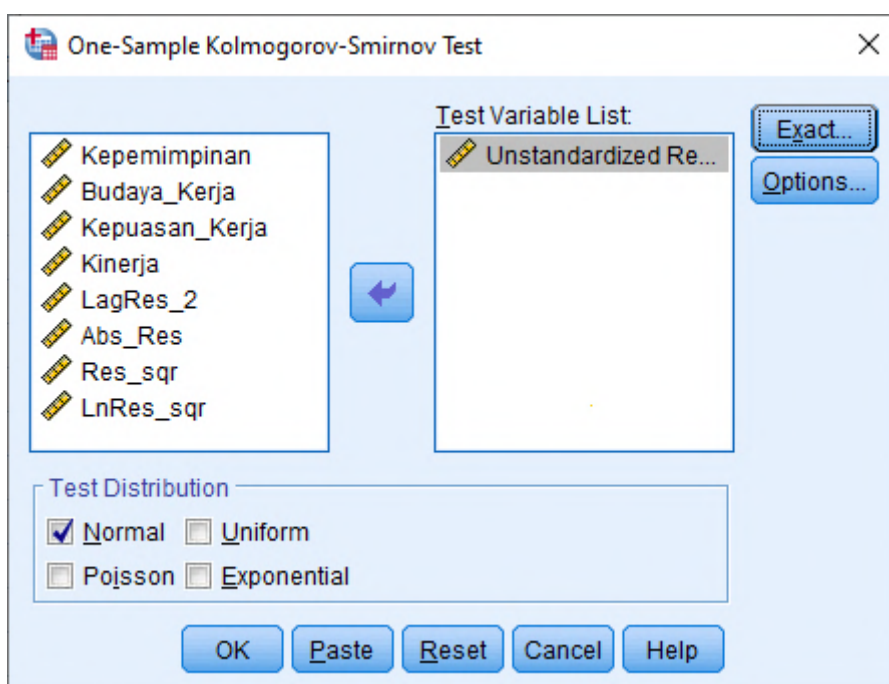 One-Sample Kolmogorov-Smirnov Test
Test Variable List:
Kepemimpinan
Budaya_Kerja
Kepuasan_Kerja
Kinerja
LagRes_2
Abs_Res
Res_sqr
LnRes_sqr
Unstandardized Re...
Exact...
Options...
Test Distribution
Normal Uniform
Poisson Exponential
OK Paste Reset Cancel Help